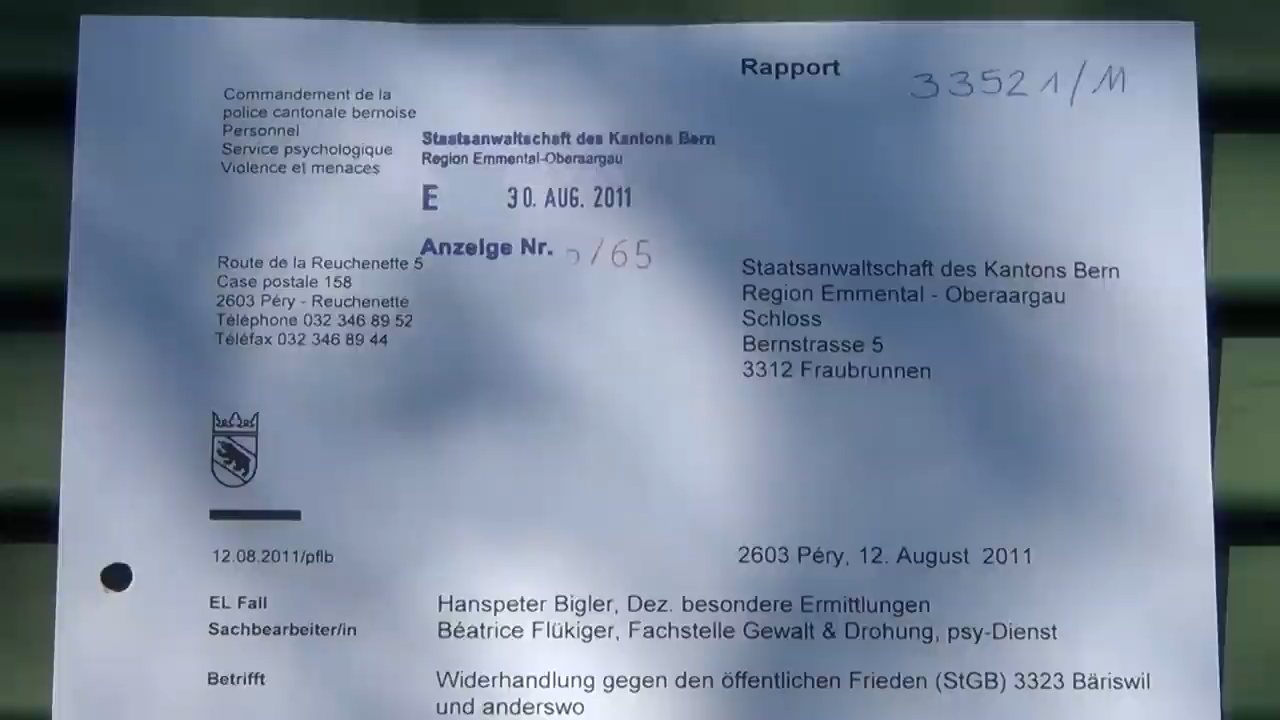 Rapport
33521/M
Commandement de la
police cantonale bernoise
Personnel
Service psychologique
Violence et menaces
Staatsanwaltschaft des Kantons Bern
Region Emmental-Oberaargau
E 30. AUG. 2011
Anzeige Nr. /65
Route de la Reuchenette 5
Case postale 158
2603 Péry - Reuchenette
Téléphone 032 346 89 52
Téléfax 032 346 89 44
Staatsanwaltschaft des Kantons Bern
Region Emmental - Oberaargau
Schloss
Bernstrasse 5
3312 Fraubrunnen
12.08.2011/pflb
2603 Péry, 12. August 2011
EL Fall Hanspeter Bigler, Dez. besondere Ermittlungen
Sachbearbeiter/in Béatrice Flükiger, Fachstelle Gewalt & Drohung, psy-Dienst
Betrifft Widerhandlung gegen den öffentlichen Frieden (StGB) 3323 Bäriswil
und anderswo